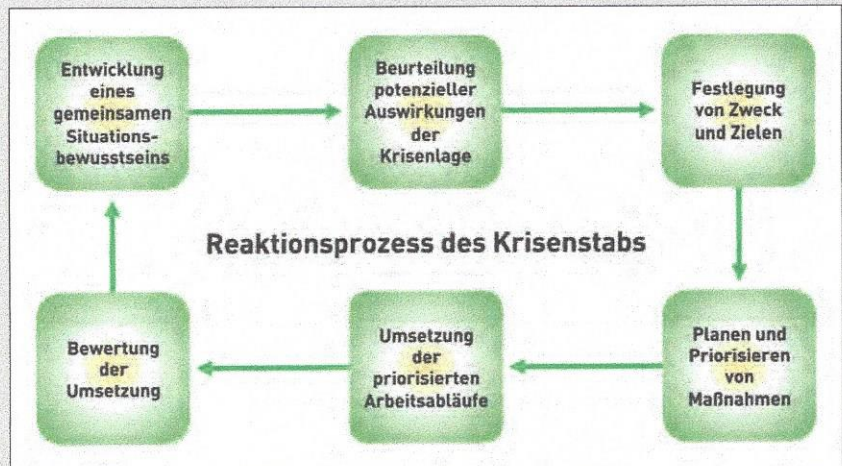 Entwicklung
eines
gemeinsamen
Situations-
bewusstseins
Beurteilung
potenzieller
Auswirkungen
der
Krisenlage
Festlegung
von Zweck
und Zielen
Reaktionsprozess des Krisenstabs
Bewertung
der
Umsetzung
Umsetzung
der
priorisierten
Arbeitsabläufe
Planen und
Priorisieren
von
Maßnahmen